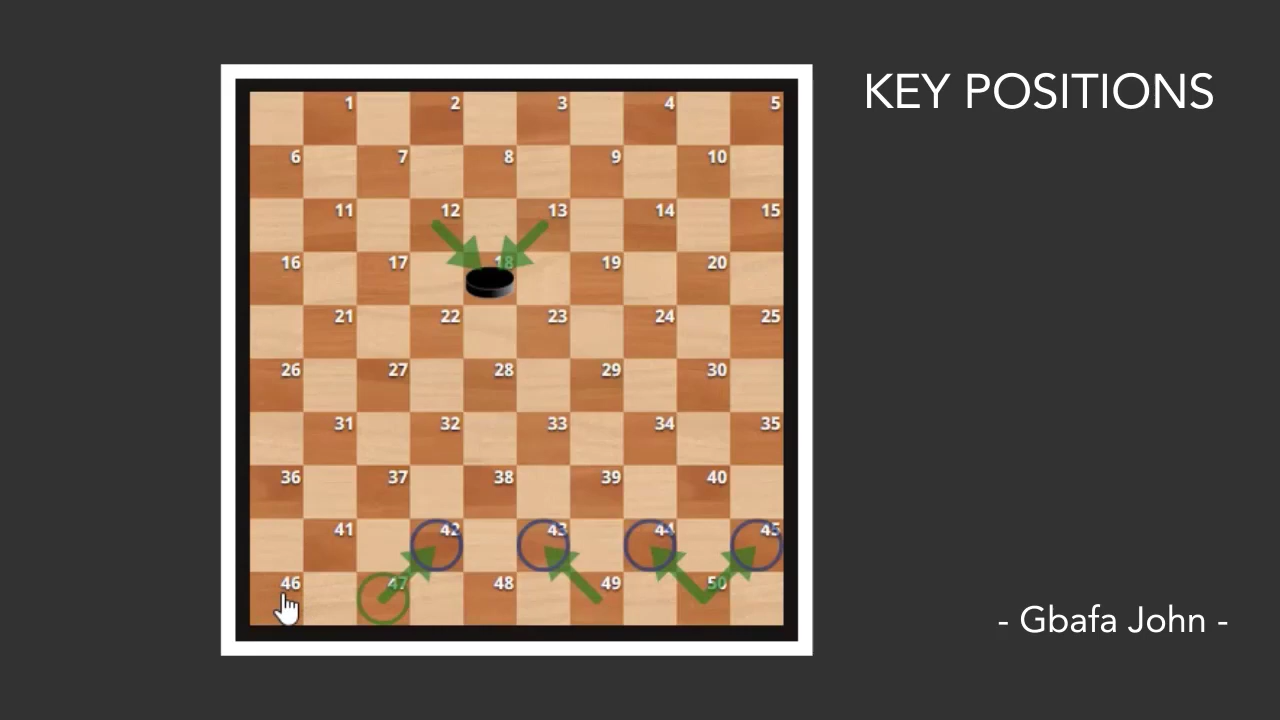 KEY POSITIONS
1 2 3 4 5
6 7 8 9 10
11 12 13 14 15
16 17 18 19 20
21 22 23 24 25
26 27 28 29 30
31 32 33 34 35
36 37 38 39 40
41 42 43 44 45
46 47 48 49 50
- Gbafa John -